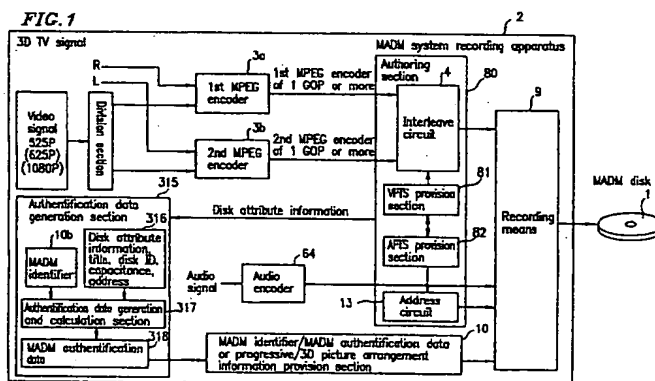 FIG. 1
2
3D TV signal
MADM system recording apparatus
R
L
3a
1st MPEG
encoder
1st MPEG
encoder
of 1 GOP or more
Authoring
section
4
80
9
Interleave
circuit
Video
signal
525P
(625P)
(1080P)
Division section
3b
2nd MPEG
encoder
2nd MPEG
encoder
of 1 GOP or more
VPTS provision
section
81
APTS provision
section
82
Recording
means
MADM disk
1
315
Authentification data
generation section
316
10b
MADM
identifier
Disk attribute
information,
title, disk ID,
capacitance,
address
Disk attribute information
64
Audio
signal
Audio
encoder
13
Address
circuit
Authentification data generation
and calculation section
317
318
MADM authentification
data
10
MADM identifier/MADM authentification data
or progressive/3D picture arrangement
information provision section